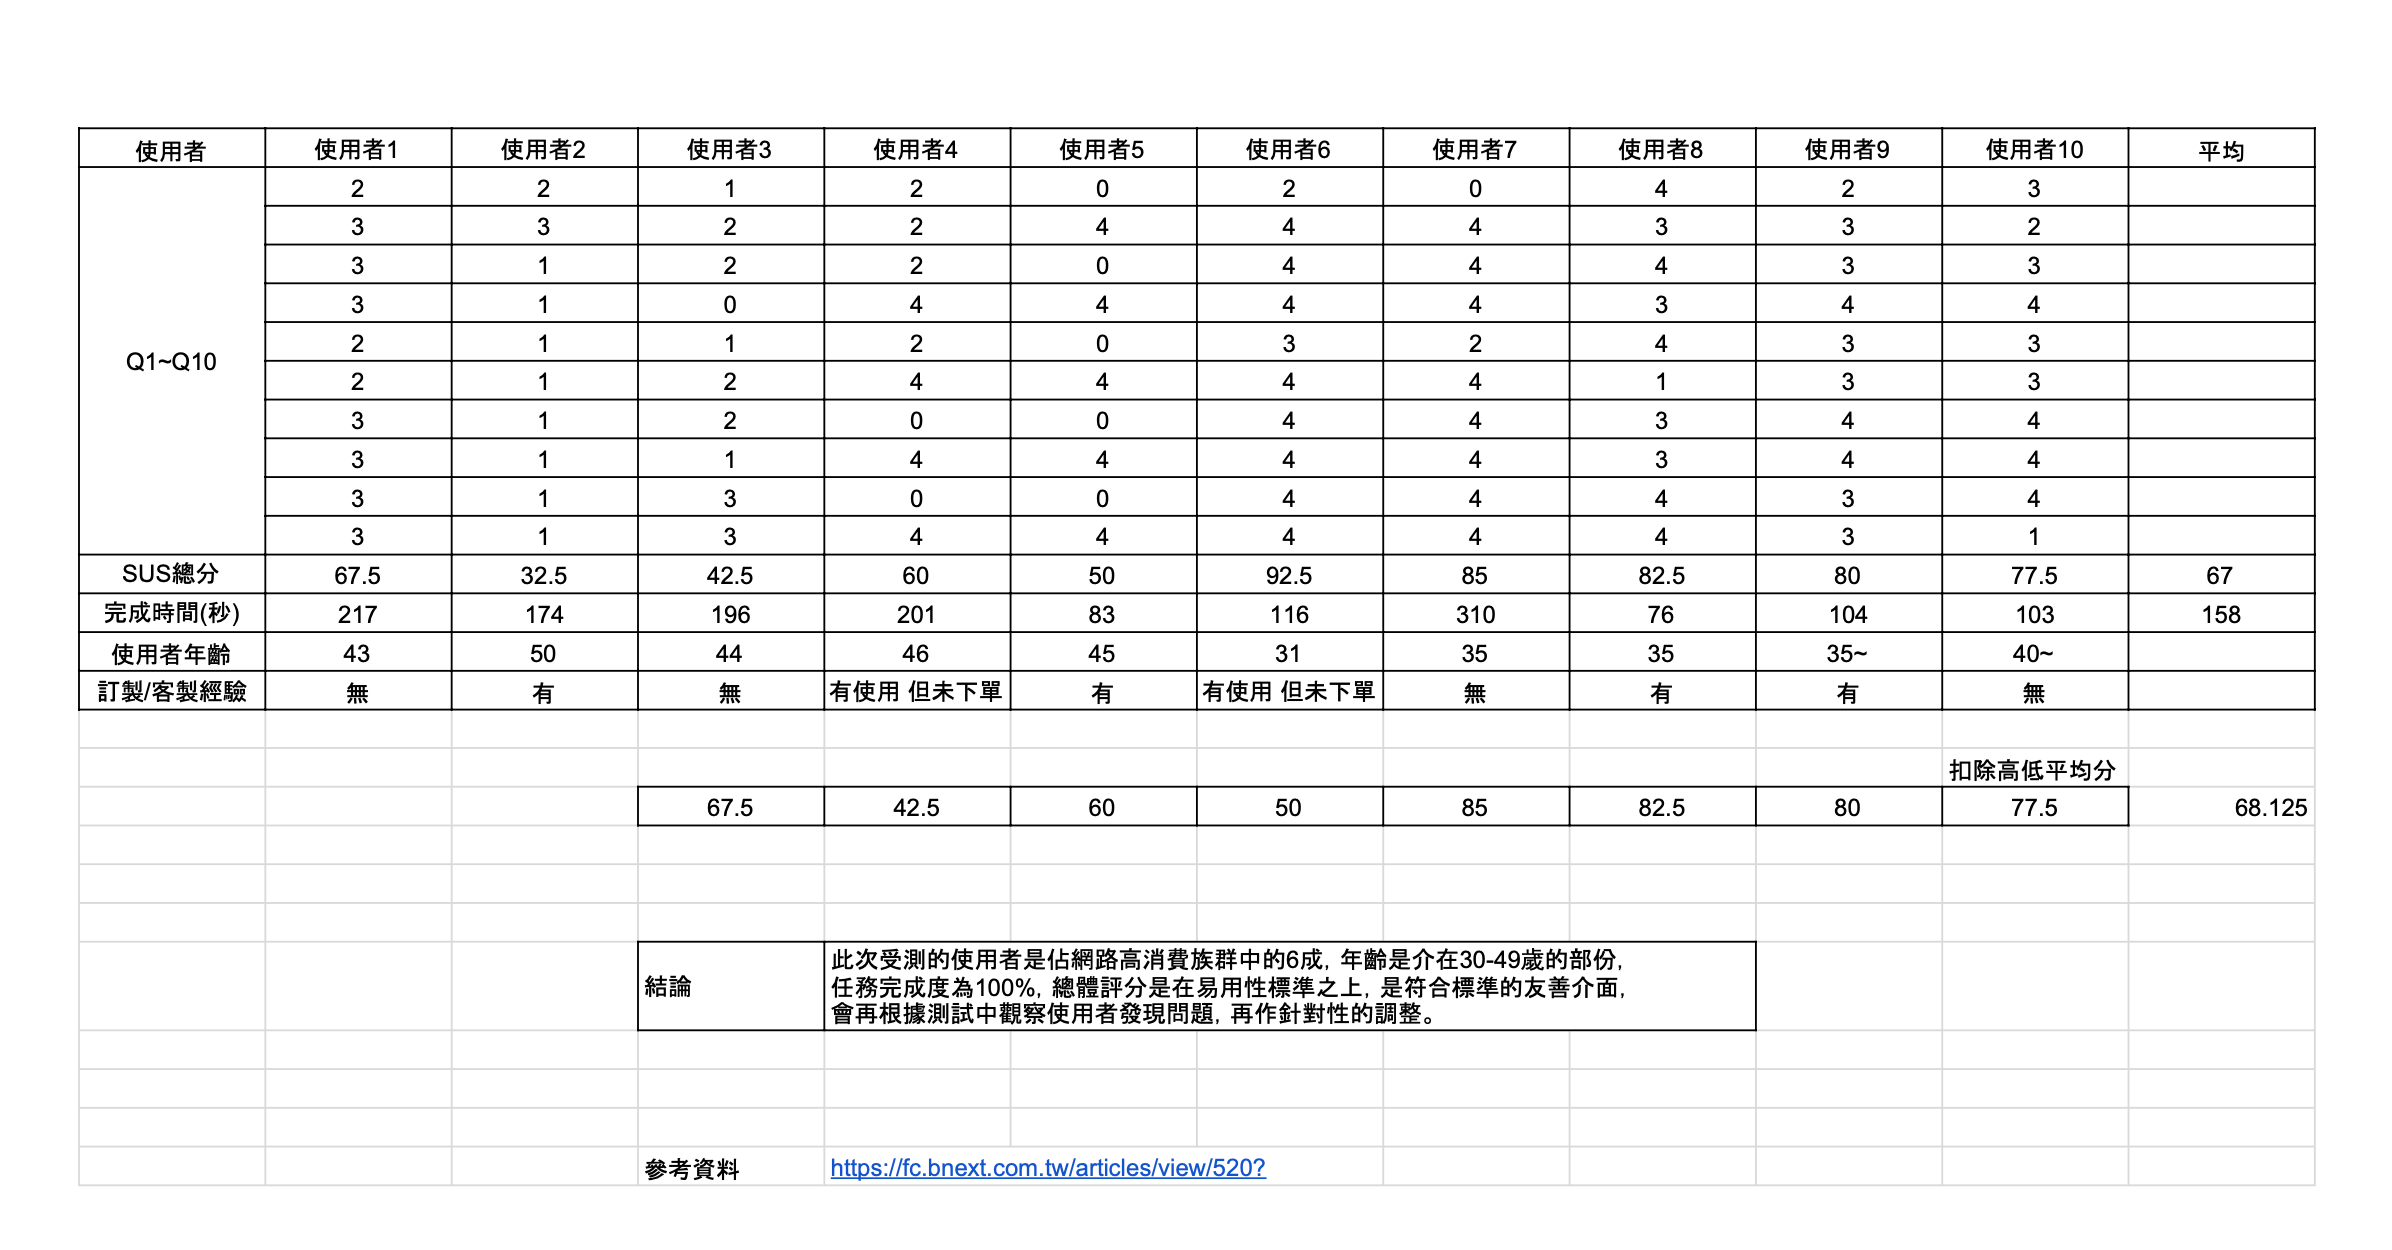 使用者 使用者1 使用者2 使用者3 使用者4 使用者5 使用者6 使用者7 使用者8 使用者9 使用者10 平均
2 2 1 2 0 2 0 4 2 3
3 3 2 2 4 4 4 3 3 2
3 1 2 2 0 4 4 4 3 3
3 1 0 4 4 4 4 3 4 4
Q1~Q10 2 1 1 2 0 3 2 4 3 3
2 1 2 4 4 4 4 1 3 3
3 1 2 0 0 4 4 3 4 4
3 1 1 4 4 4 4 3 4 4
3 1 3 0 0 4 4 4 3 4
3 1 3 4 4 4 4 4 3 1
SUS總分 67.5 32.5 42.5 60 50 92.5 85 82.5 80 77.5 67
完成時間(秒) 217 174 196 201 83 116 310 76 104 103 158
使用者年齡 43 50 44 46 45 31 35 35 35~ 40~
訂製/客製經驗 無 有 無 有使用 但未下單 有 有使用 但未下單 無 有 有 無
扣除高低平均分
67.5 42.5 60 50 85 82.5 80 77.5 68.125
此次受測的使用者是佔網路高消費族群中的6成, 年齡是介在30-49歲的部份,
結論 任務完成度為100%, 總體評分是在易用性標準之上, 是符合標準的友善介面,
會再根據測試中觀察使用者發現問題, 再作針對性的調整。
參考資料 https://fc.bnext.com.tw/articles/view/520?